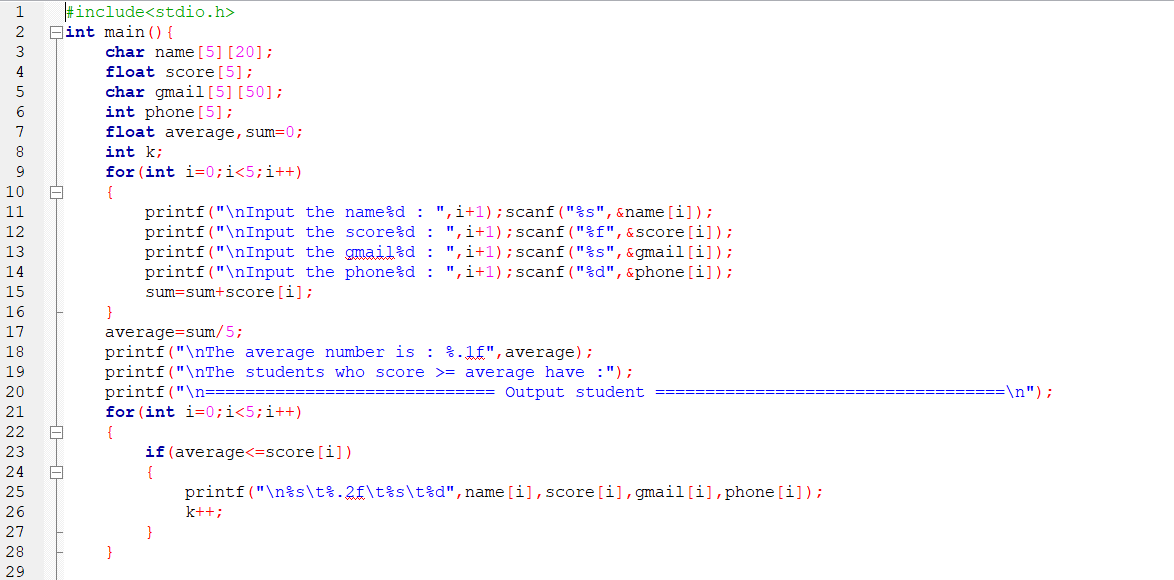 1 #include<stdio.h>
2 int main(){
3 char name[5][20];
4 float score[5];
5 char gmail[5][50];
6 int phone[5];
7 float average,sum=0;
8 int k;
9 for(int i=0;i<5;i++)
10 {
11 printf("\nInput the name%d : ",i+1);scanf("%s",&name[i]);
12 printf("\nInput the score%d : ",i+1);scanf("%f",&score[i]);
13 printf("\nInput the gmail%d : ",i+1);scanf("%s",&gmail[i]);
14 printf("\nInput the phone%d : ",i+1);scanf("%d",&phone[i]);
15 sum=sum+score[i];
16 }
17 average=sum/5;
18 printf("\nThe average number is : %.1f",average);
19 printf("\nThe students who score >= average have :");
20 printf("\n============================= Output student ===================================\n");
21 for(int i=0;i<5;i++)
22 {
23 if(average<=score[i])
24 {
25 printf("\n%s\t%.2f\t%s\t%d",name[i],score[i],gmail[i],phone[i]);
26 k++;
27 }
28 }
29